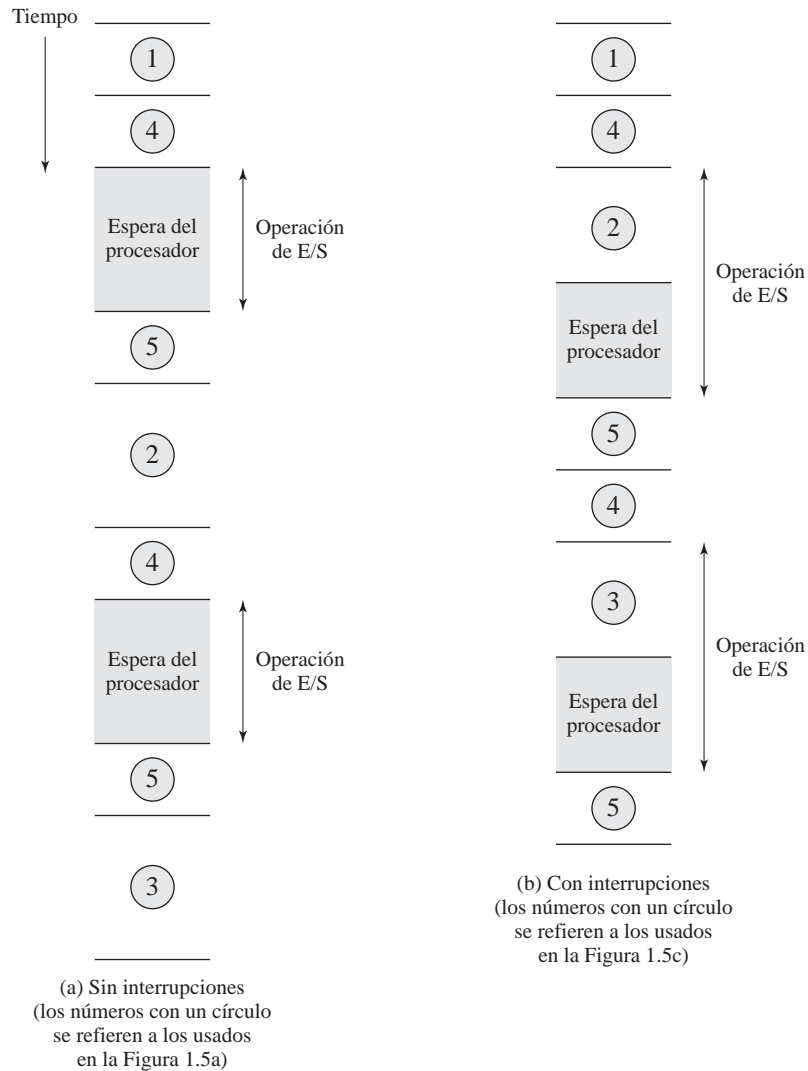 Tiempo
1
4
Espera del
procesador
Operación
de E/S
5
2
4
Espera del
procesador
Operación
de E/S
5
3
(a) Sin interrupciones
(los números con un círculo
se refieren a los usados
en la Figura 1.5a)
1
4
2
Operación
de E/S
Espera del
procesador
5
4
3
Operación
de E/S
Espera del
procesador
5
(b) Con interrupciones
(los números con un círculo
se refieren a los usados
en la Figura 1.5c)